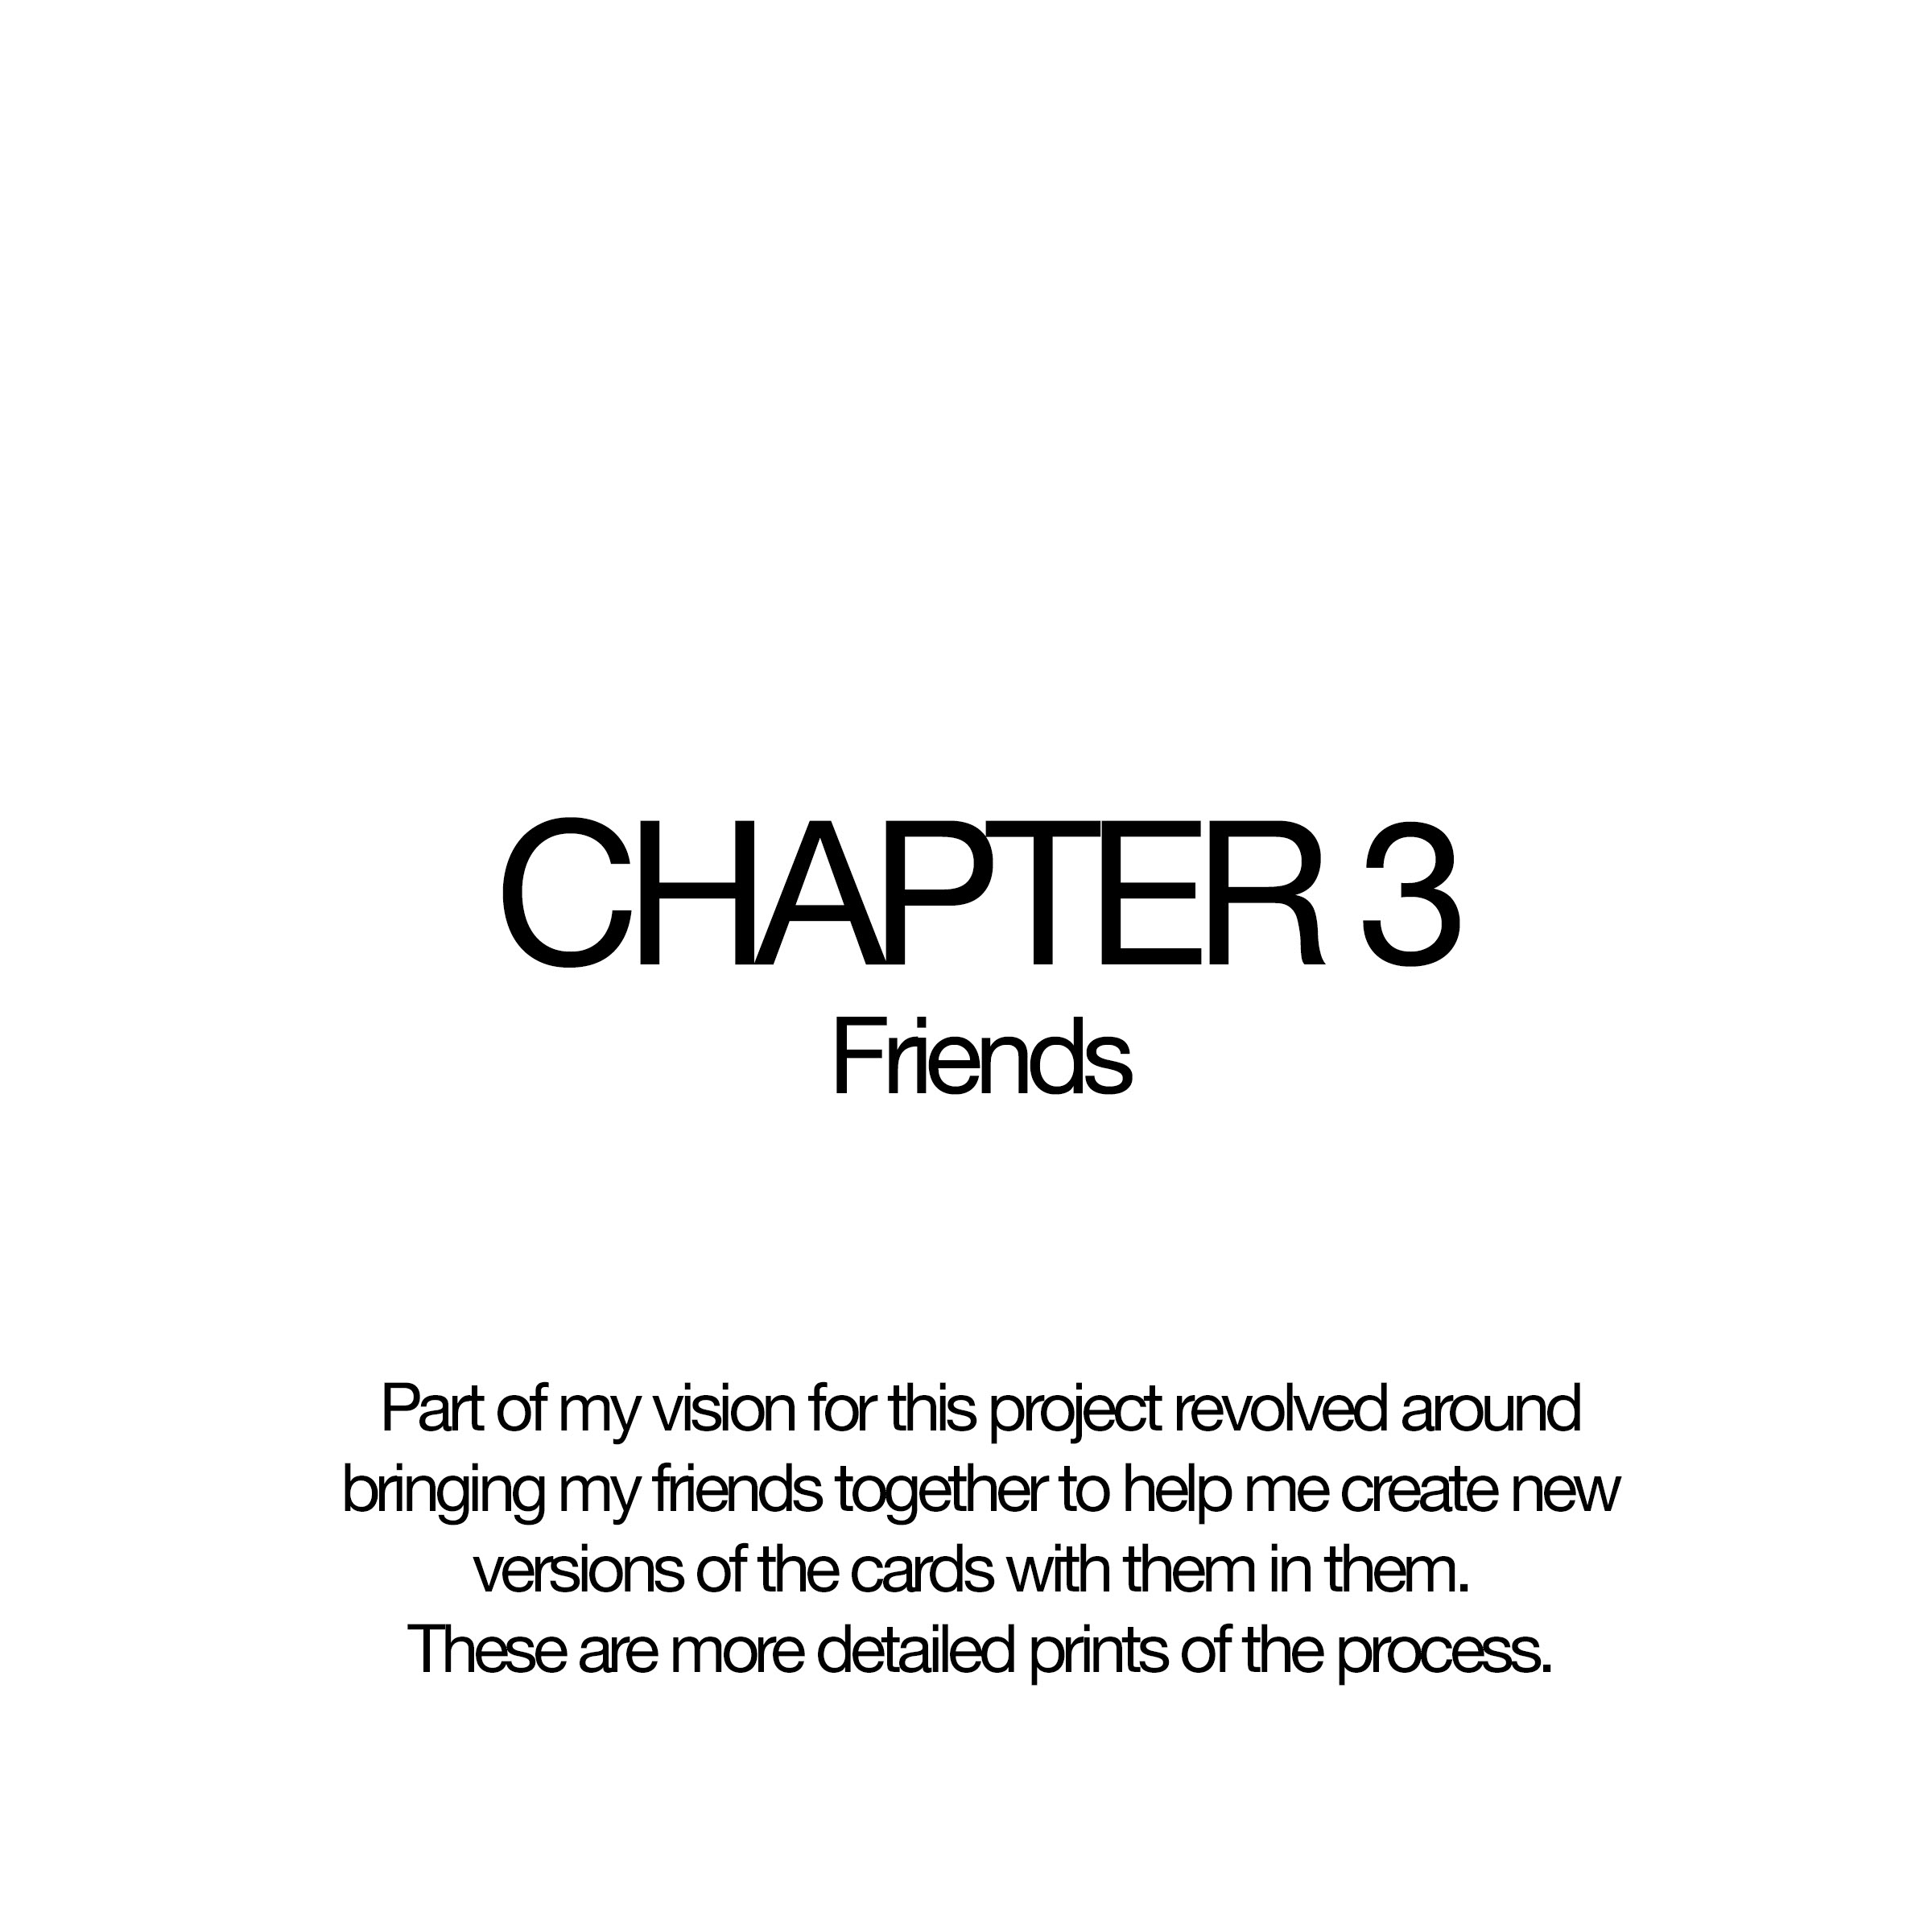 CHAPTER 3
Friends
Part of my vision for this project revolved around
bringing my friends together to help me create new
versions of the cards with them in them.
These are more detailed prints of the process.